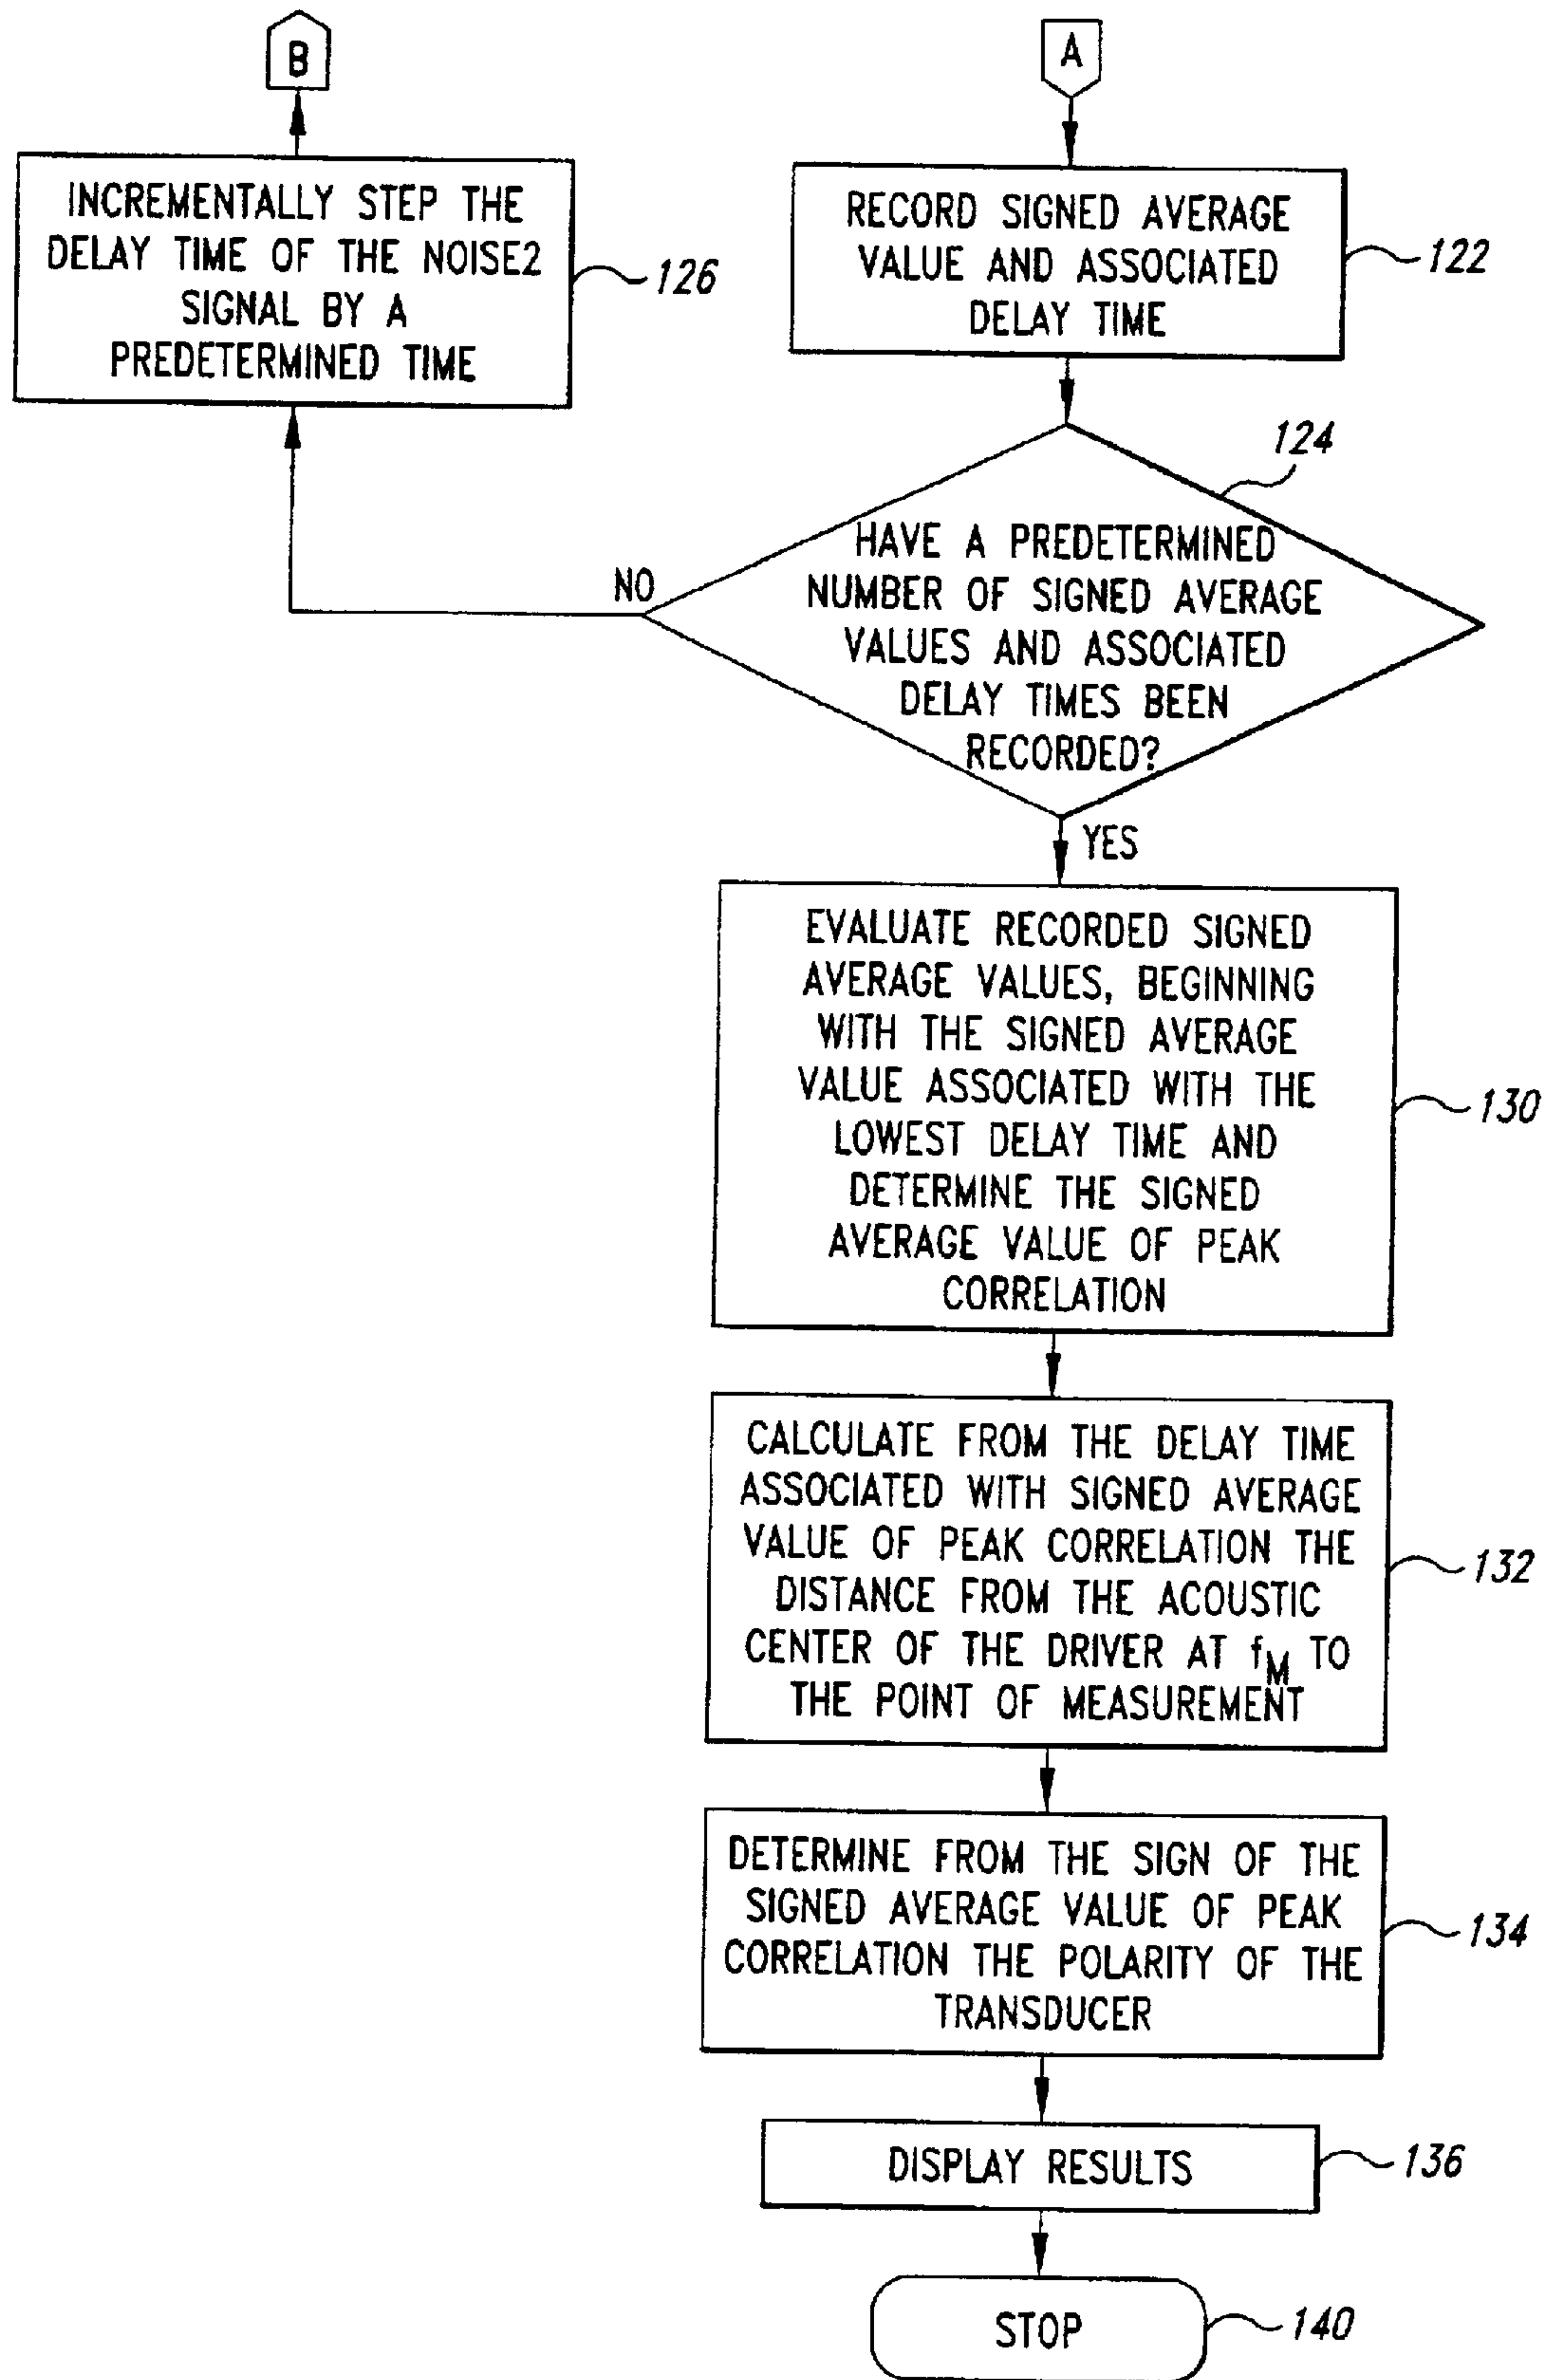 B
A
INCREMENTALLY STEP THE
DELAY TIME OF THE NOISE2
SIGNAL BY A
PREDETERMINED TIME
126
RECORD SIGNED AVERAGE
VALUE AND ASSOCIATED
DELAY TIME
122
124
HAVE A PREDETERMINED
NUMBER OF SIGNED AVERAGE
VALUES AND ASSOCIATED
DELAY TIMES BEEN
RECORDED?
NO
YES
EVALUATE RECORDED SIGNED
AVERAGE VALUES, BEGINNING
WITH THE SIGNED AVERAGE
VALUE ASSOCIATED WITH THE
LOWEST DELAY TIME AND
DETERMINE THE SIGNED
AVERAGE VALUE OF PEAK
CORRELATION
130
CALCULATE FROM THE DELAY TIME
ASSOCIATED WITH SIGNED AVERAGE
VALUE OF PEAK CORRELATION THE
DISTANCE FROM THE ACOUSTIC
CENTER OF THE DRIVER AT fM TO
THE POINT OF MEASUREMENT
132
DETERMINE FROM THE SIGN OF THE
SIGNED AVERAGE VALUE OF PEAK
CORRELATION THE POLARITY OF THE
TRANSDUCER
134
DISPLAY RESULTS
136
STOP
140